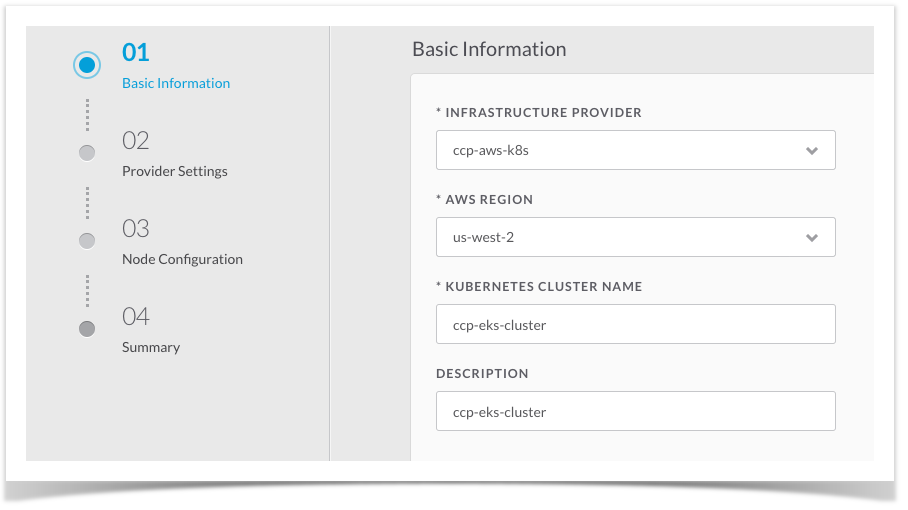 01
Basic Information
02
Provider Settings
03
Node Configuration
04
Summary
Basic Information
* INFRASTRUCTURE PROVIDER
ccp-aws-k8s
* AWS REGION
us-west-2
* KUBERNETES CLUSTER NAME
ccp-eks-cluster
DESCRIPTION
ccp-eks-cluster